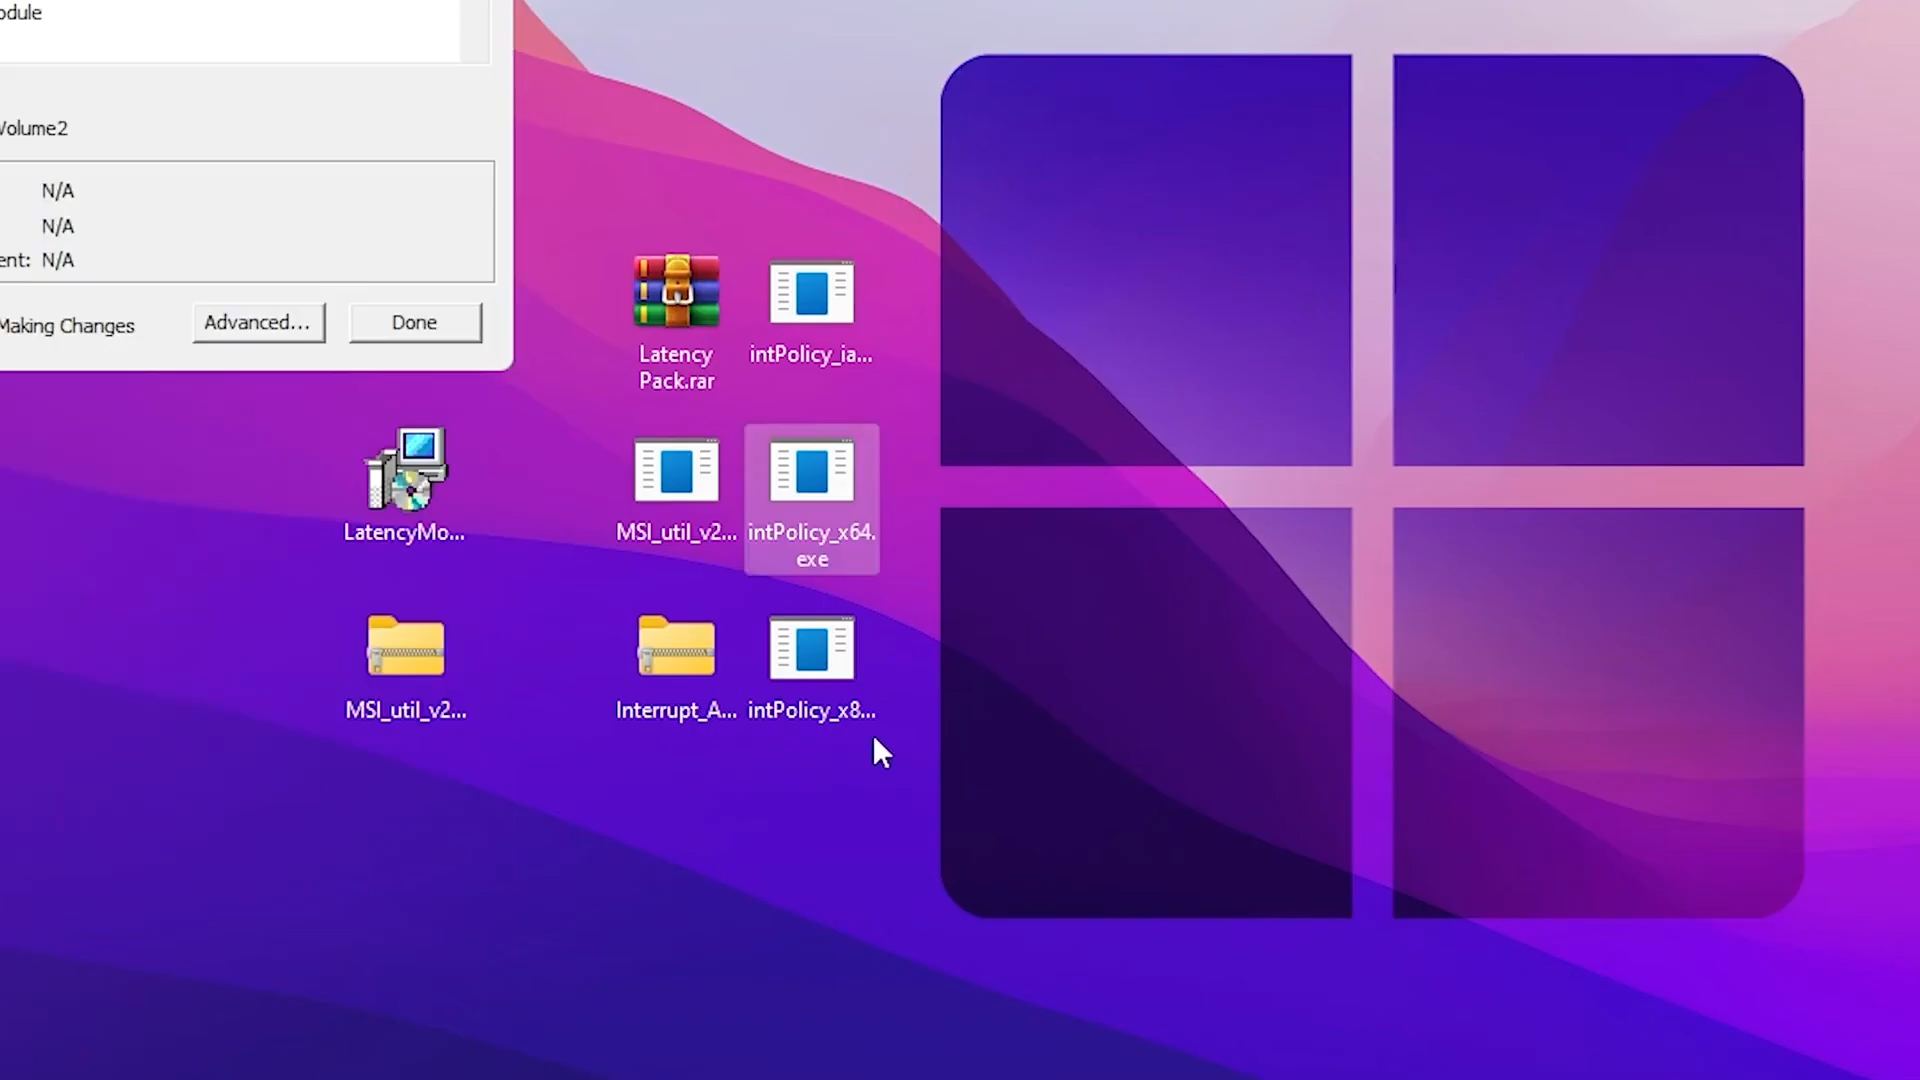 odule
Volume2
N/A
N/A
ent: N/A
Making Changes
Advanced...
Done
Latency
Pack.rar
intPolicy_ia...
LatencyMo...
MSI_util_v2...
intPolicy_x64.
exe
MSI_util_v2...
Interrupt_A...
intPolicy_x8...